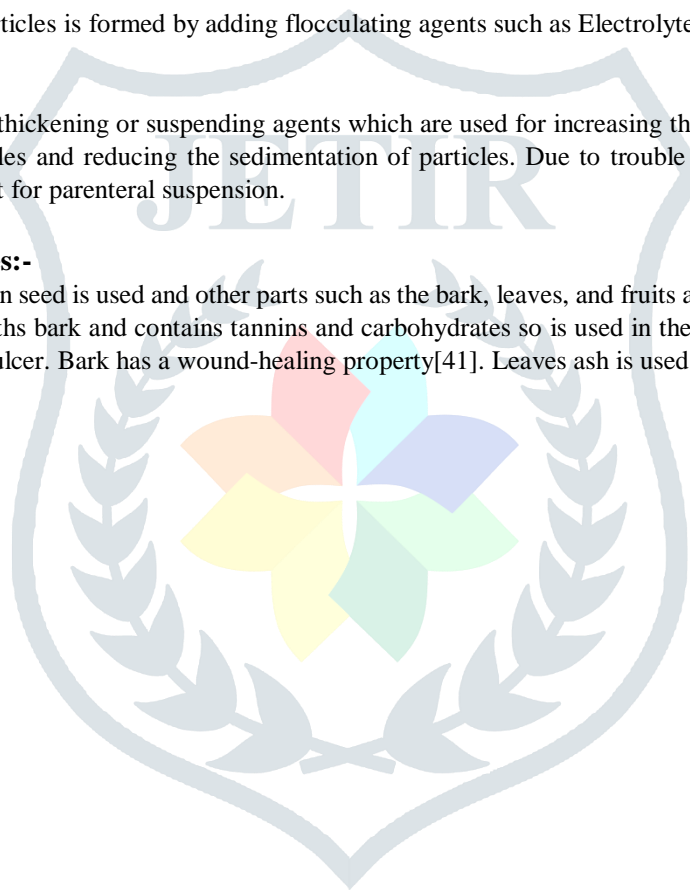 rticles is formed by adding flocculating agents such as Electrolyte
thickening or suspending agents which are used for increasing th
les and reducing the sedimentation of particles. Due to trouble
t for parenteral suspension.
JETIR
s:-
n seed is used and other parts such as the bark, leaves, and fruits a
ths bark and contains tannins and carbohydrates so is used in the
ulcer. Bark has a wound-healing property[41]. Leaves ash is used